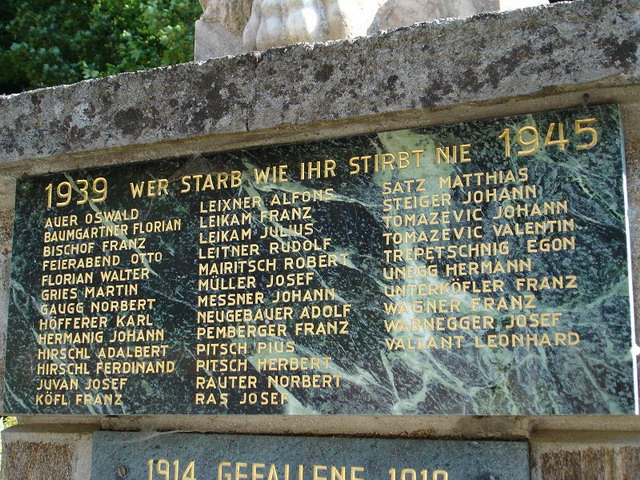 1939 WER STARB WIE IHR STIRBT NIE 1945
AUER OSWALD
BAUMGARTNER FLORIAN
BISCHOF FRANZ
FEIERABEND OTTO
FLORIAN WALTER
GRIES MARTIN
GAUGG NORBERT
HÖFFERER KARL
HERMANIG JOHANN
HIRSCHL ADALBERT
HIRSCHL FERDINAND
JUVAN JOSEF
KÖFL FRANZ
LEIXNER ALFONS
LEIKAM FRANZ
LEIKAM JULIUS
LEITNER RUDOLF
MAIRITSCH ROBERT
MÜLLER JOSEF
MESSNER JOHANN
NEUGEBAUER ADOLF
PEMBERGER FRANZ
PITSCH PIUS
PITSCH HERBERT
RAUTER NORBERT
RAS JOSEF
SATZ MATTHIAS
STEIGER JOHANN
TOMAZEVIC JOHANN
TOMAZEVIC VALENTIN
TREPETSCHNIG EGON
UNEGG HERMANN
UNTERKÖFLER FRANZ
WAGNER FRANZ
WABNEGGER JOSEF
VALLANT LEONHARD
1914 GEFALLENE 1918